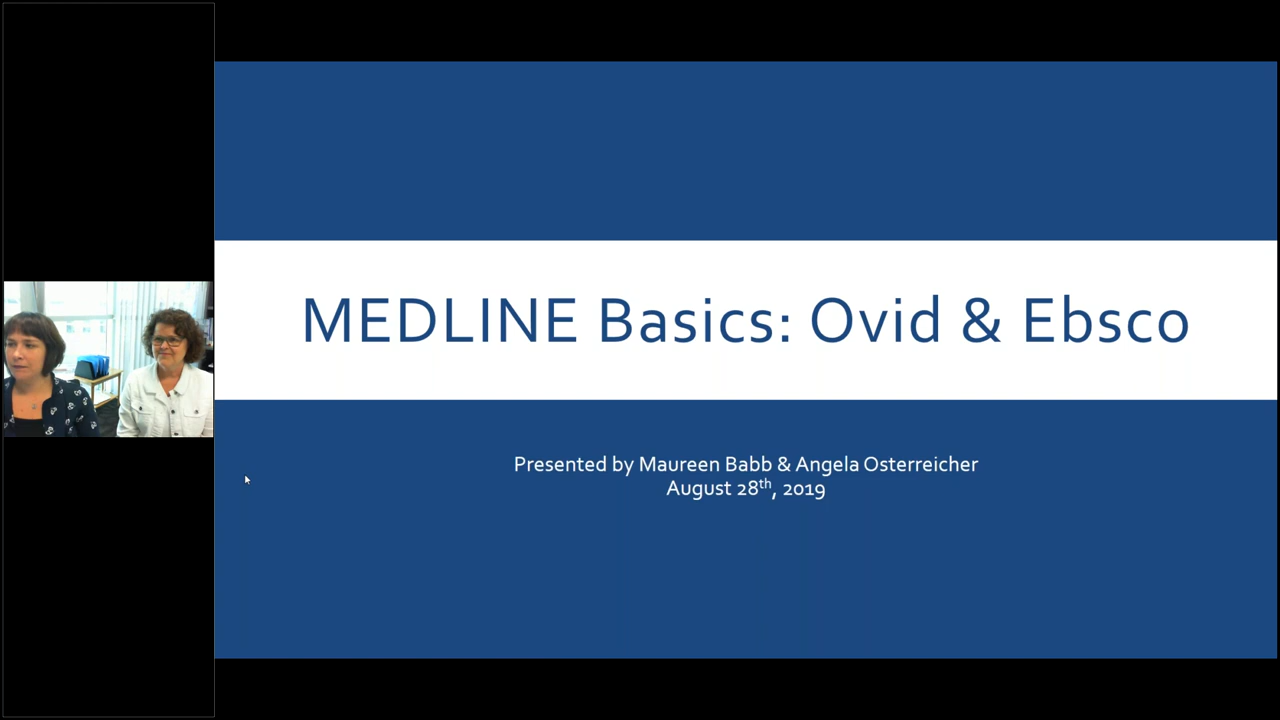 MEDLINE Basics: Ovid & Ebsco
Presented by Maureen Babb & Angela Osterreicher
August 28th, 2019